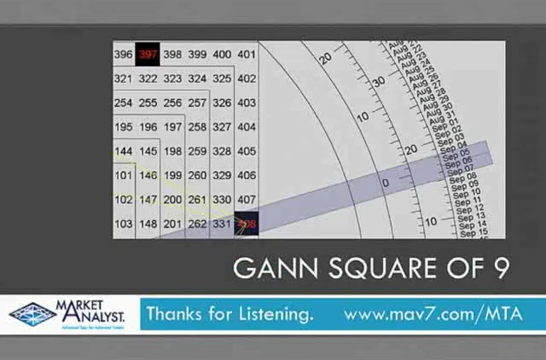 396 397 398 399 400 401
321 322 323 324 325 402
254 255 256 257 326 403
195 196 197 258 327 404
144 145 198 259 328 405
101 146 199 260 329 406
102 147 200 261 330 407
103 148 201 262 331 408
20
30
10
20
0
10
Aug 23
Aug 24
Aug 25
Aug 26
Aug 27
Aug 28
Aug 29
Aug 30
Aug 31
Sep 01
Sep 02
Sep 03
Sep 04
Sep 05
Sep 06
Sep 07
Sep 08
Sep 09
Sep 10
Sep 11
Sep 12
Sep 13
Sep 14
Sep 15
GANN SQUARE OF 9
MARKET
ANALYST.
Thanks for Listening. www.mav7.com/MTA